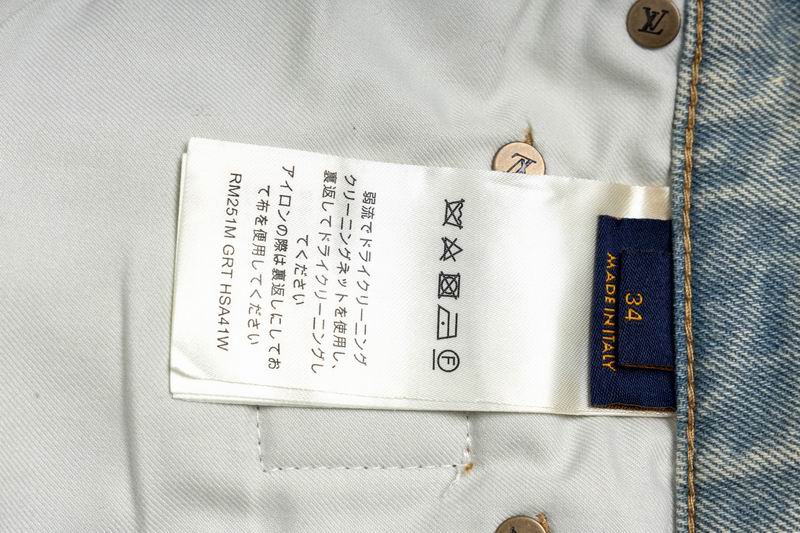 弱流でドライクリーニング
クリーニングネットを使用し、
裏返してドライクリーニングし
てください
アイロンの際は裏返しにしてお
て布を使用してください
RM251M GRT HSA41W
F
34
MADE IN ITALY
LV